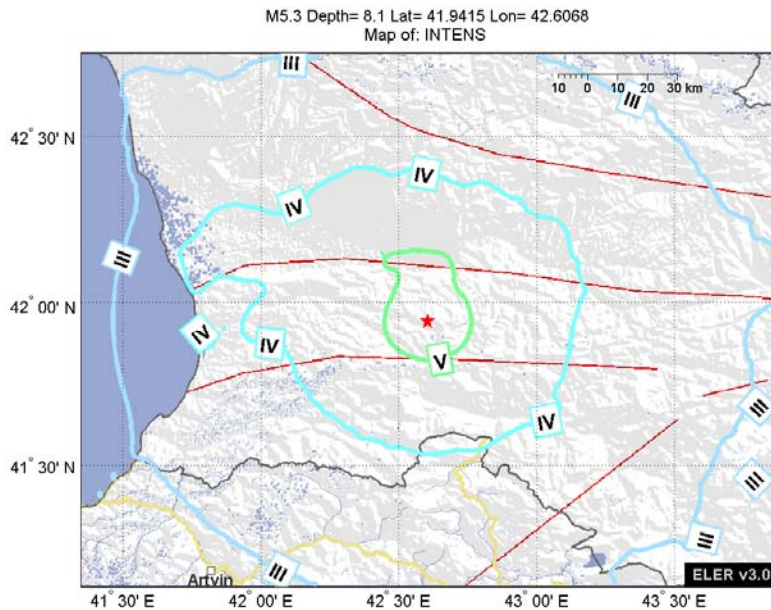 M5.3 Depth= 8.1 Lat= 41.9415 Lon= 42.6068
Map of: INTENS
III
10 0 10 20 30 km
III
42° 30' N
IV
IV
III
42° 00' N
IV
IV
V
III
IV
41° 30' N
III
III
III
Artvin
ELER v3.0
41° 30' E 42° 00' E 42° 30' E 43° 00' E 43° 30' E